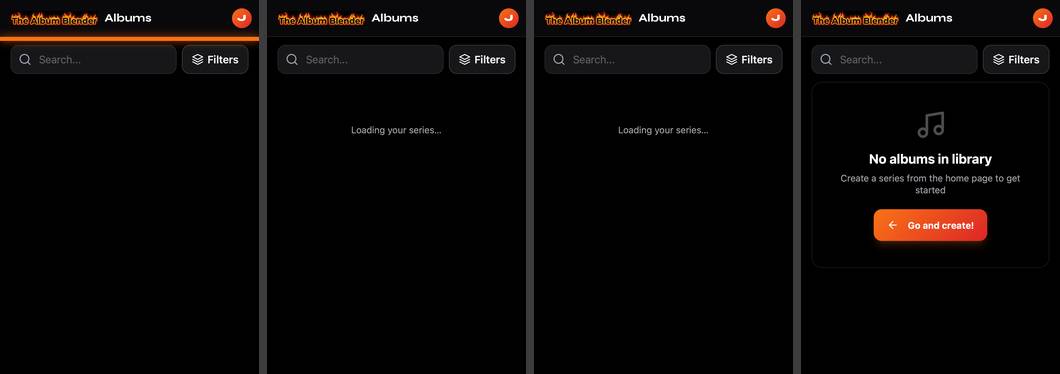 The Album Blender Albums
Search...
Filters
The Album Blender Albums
Search...
Filters
Loading your series...
The Album Blender Albums
Search...
Filters
Loading your series...
The Album Blender Albums
Search...
Filters
No albums in library
Create a series from the home page to get
started
Go and create!